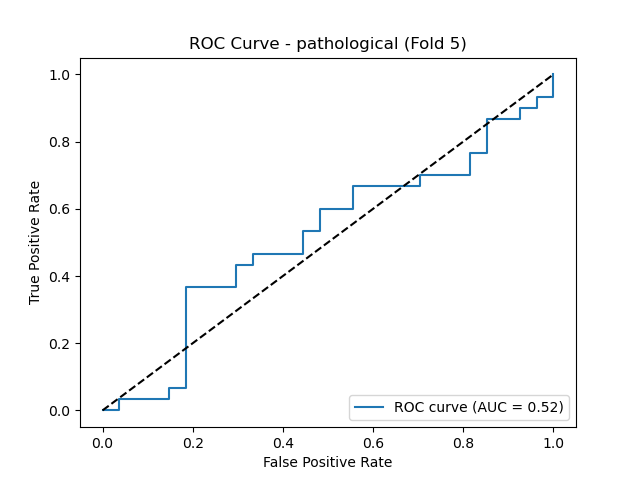 ROC Curve - pathological (Fold 5)
True Positive Rate
1.0
0.8
0.6
0.4
0.2
0.0
ROC curve (AUC = 0.52)
0.0 0.2 0.4 0.6 0.8 1.0
False Positive Rate